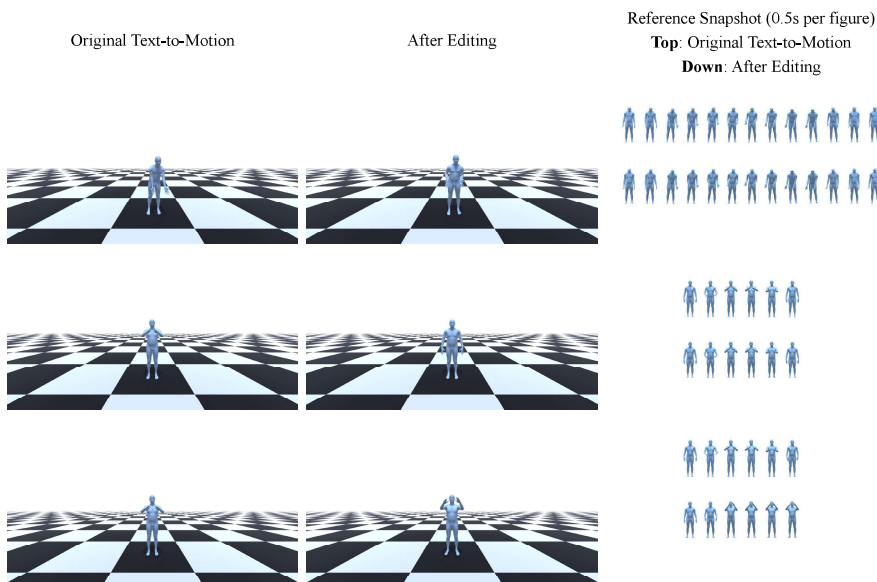 Original Text-to-Motion
After Editing
Reference Snapshot (0.5s per figure)
Top: Original Text-to-Motion
Down: After Editing